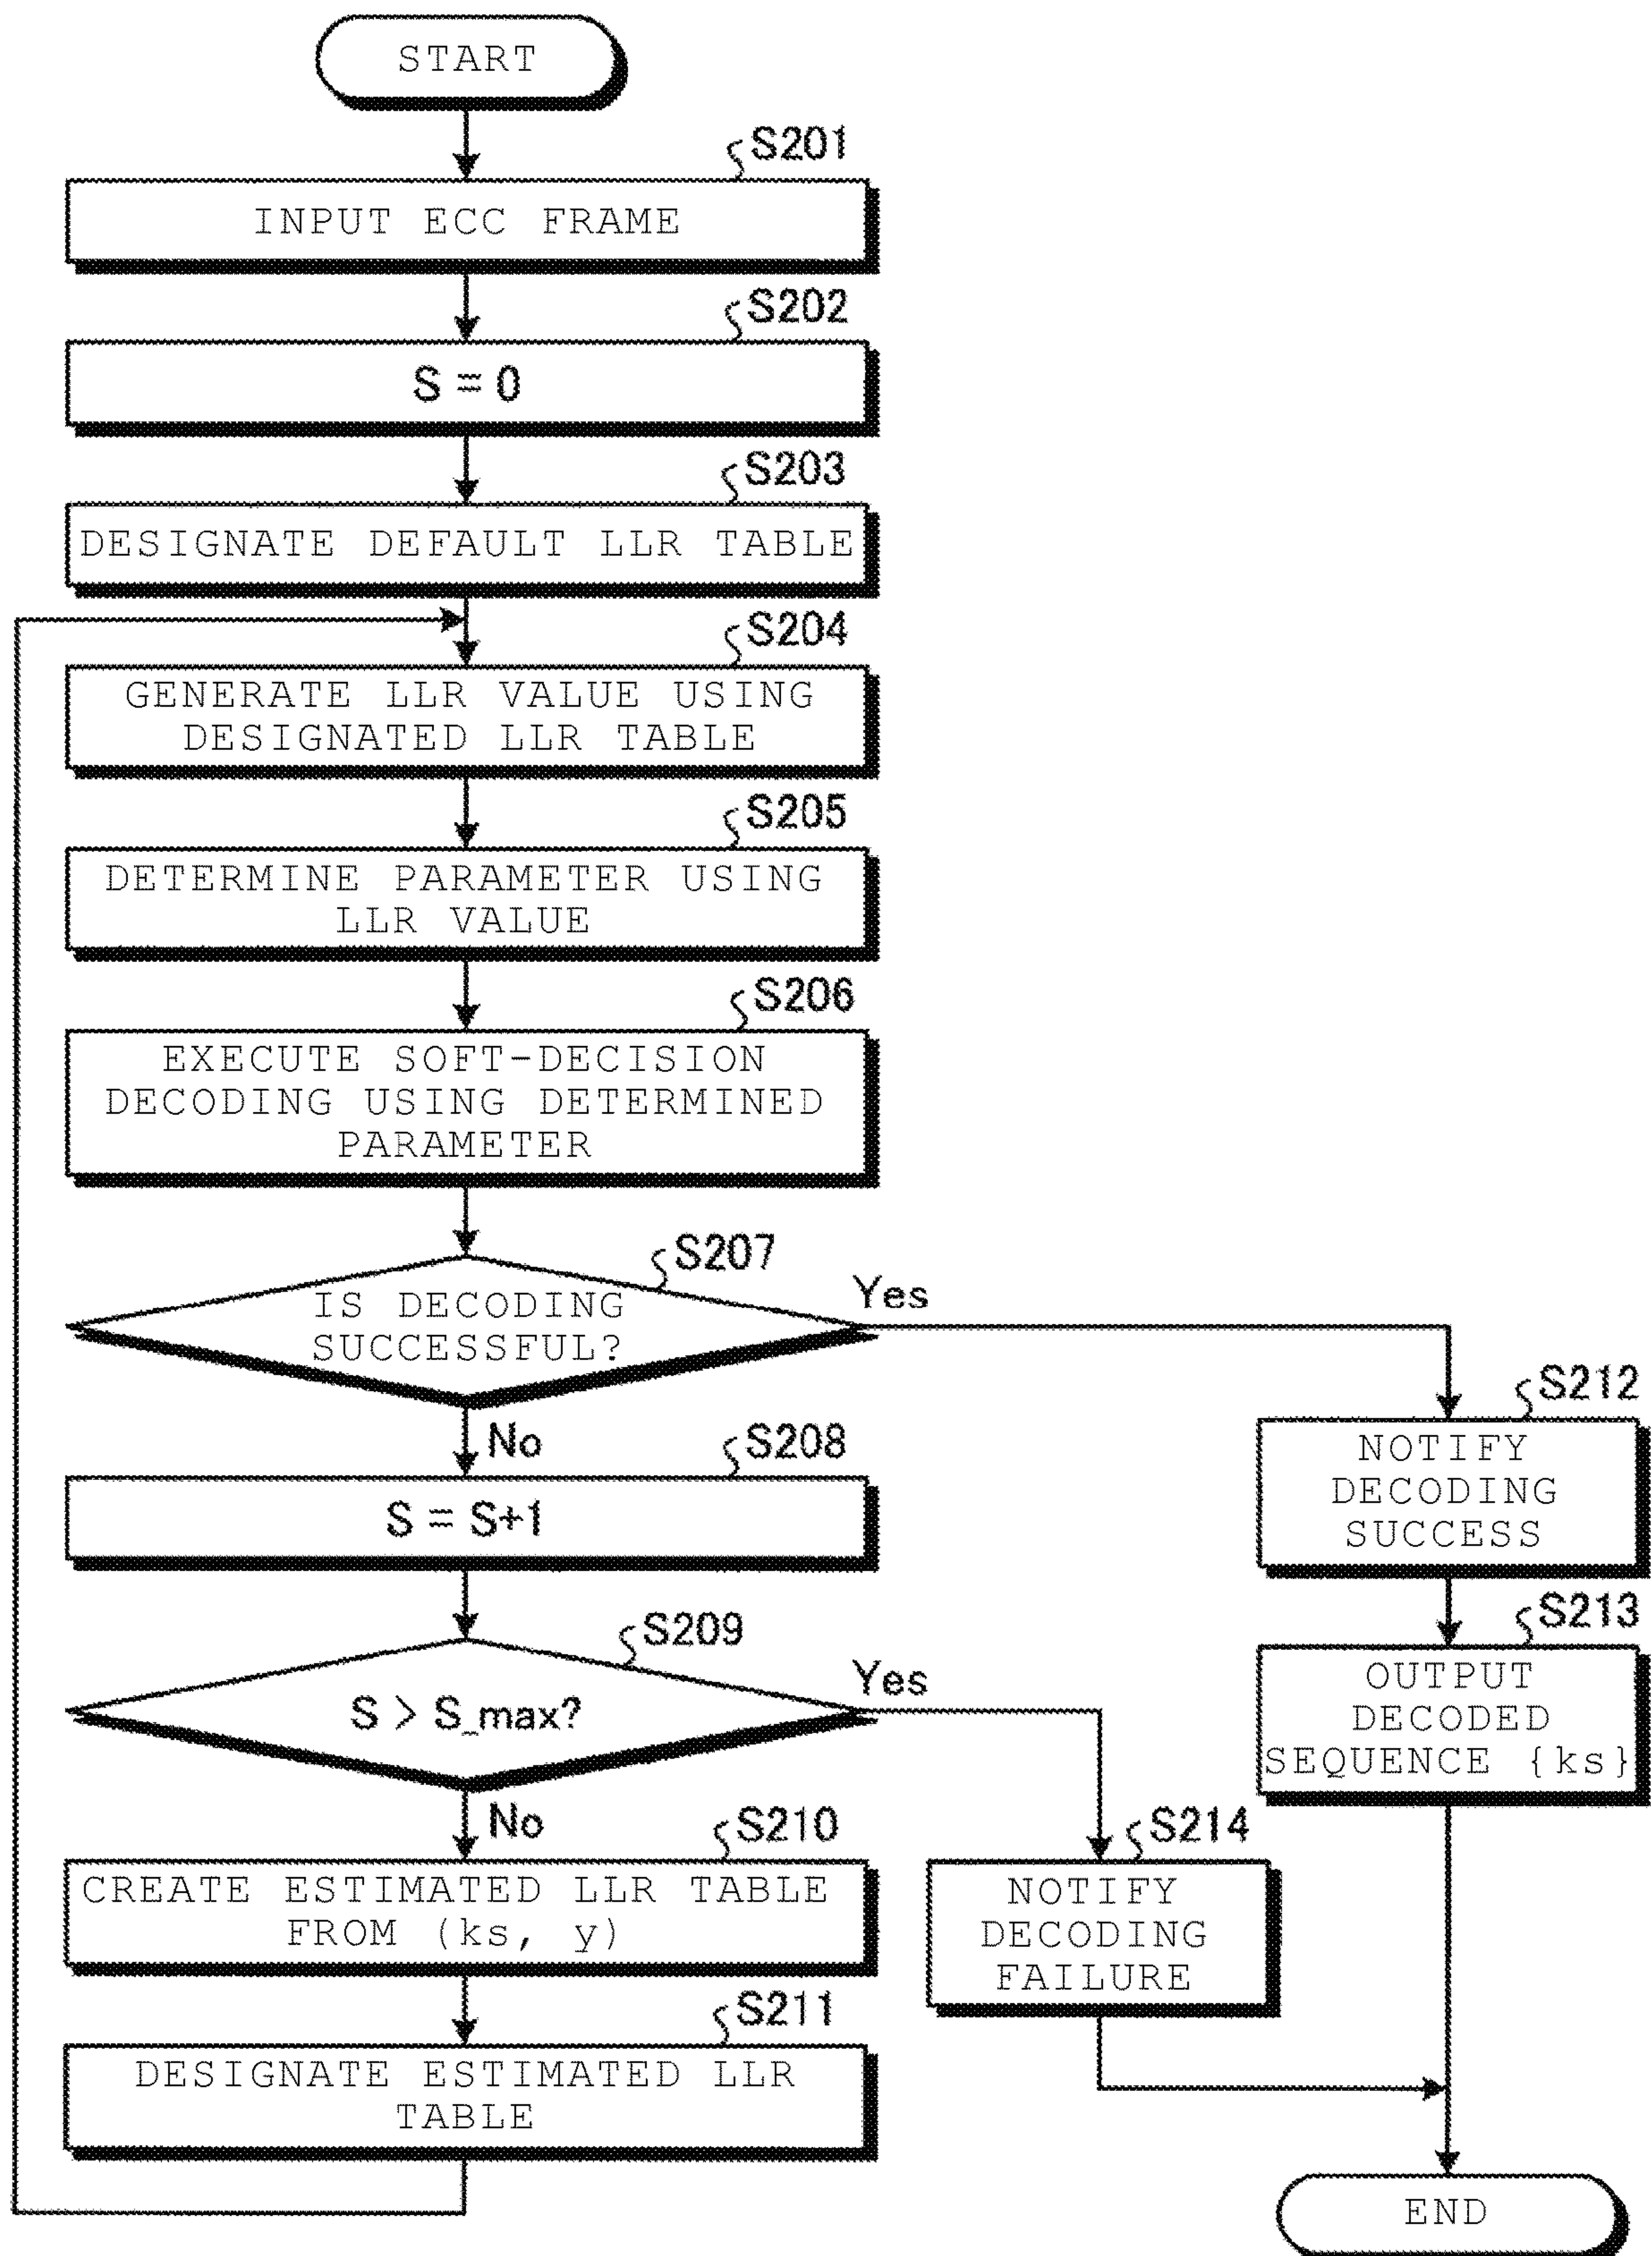 START
S201
INPUT ECC FRAME
S202
S = 0
S203
DESIGNATE DEFAULT LLR TABLE
S204
GENERATE LLR VALUE USING
DESIGNATED LLR TABLE
S205
DETERMINE PARAMETER USING
LLR VALUE
S206
EXECUTE SOFT-DECISION
DECODING USING DETERMINED
PARAMETER
S207
IS DECODING
SUCCESSFUL?
Yes
No
S208
S = S+1
S209
S > S_max?
Yes
No
S210
CREATE ESTIMATED LLR TABLE
FROM (ks, y)
S211
DESIGNATE ESTIMATED LLR
TABLE
S212
NOTIFY
DECODING
SUCCESS
S213
OUTPUT
DECODED
SEQUENCE {ks}
S214
NOTIFY
DECODING
FAILURE
END